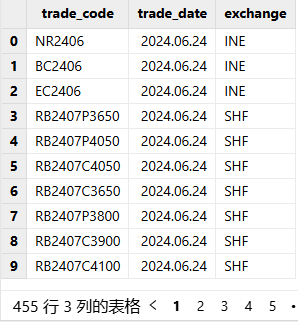 trade_code trade_date exchange
0 NR2406 2024.06.24 INE
1 BC2406 2024.06.24 INE
2 EC2406 2024.06.24 INE
3 RB2407P3650 2024.06.24 SHF
4 RB2407P4050 2024.06.24 SHF
5 RB2407C4050 2024.06.24 SHF
6 RB2407C3650 2024.06.24 SHF
7 RB2407P3800 2024.06.24 SHF
8 RB2407C3900 2024.06.24 SHF
9 RB2407C4100 2024.06.24 SHF
455 行 3 列的表格 < 1 2 3 4 5 •